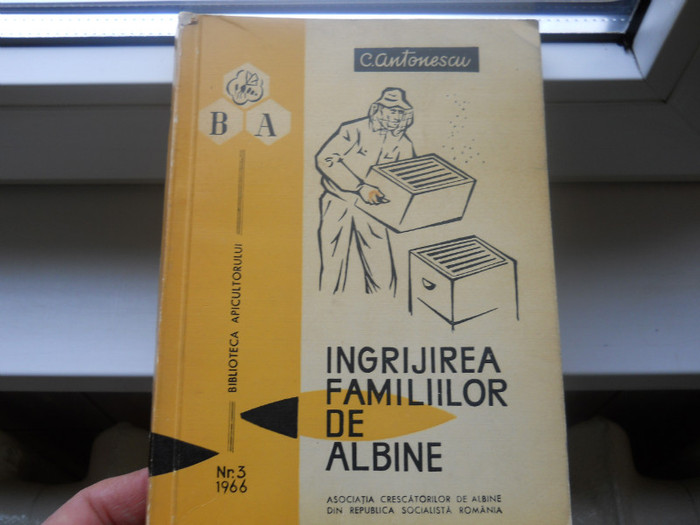 C. Antonescu
B A
BIBLIOTECA APICULTORULUI
INGRIJIREA
FAMILIILOR
DE
ALBINE
Nr. 3
1966
ASOCIAȚIA CRESCĂTORILOR DE ALBINE
DIN REPUBLICA SOCIALISTĂ ROMÂNIA